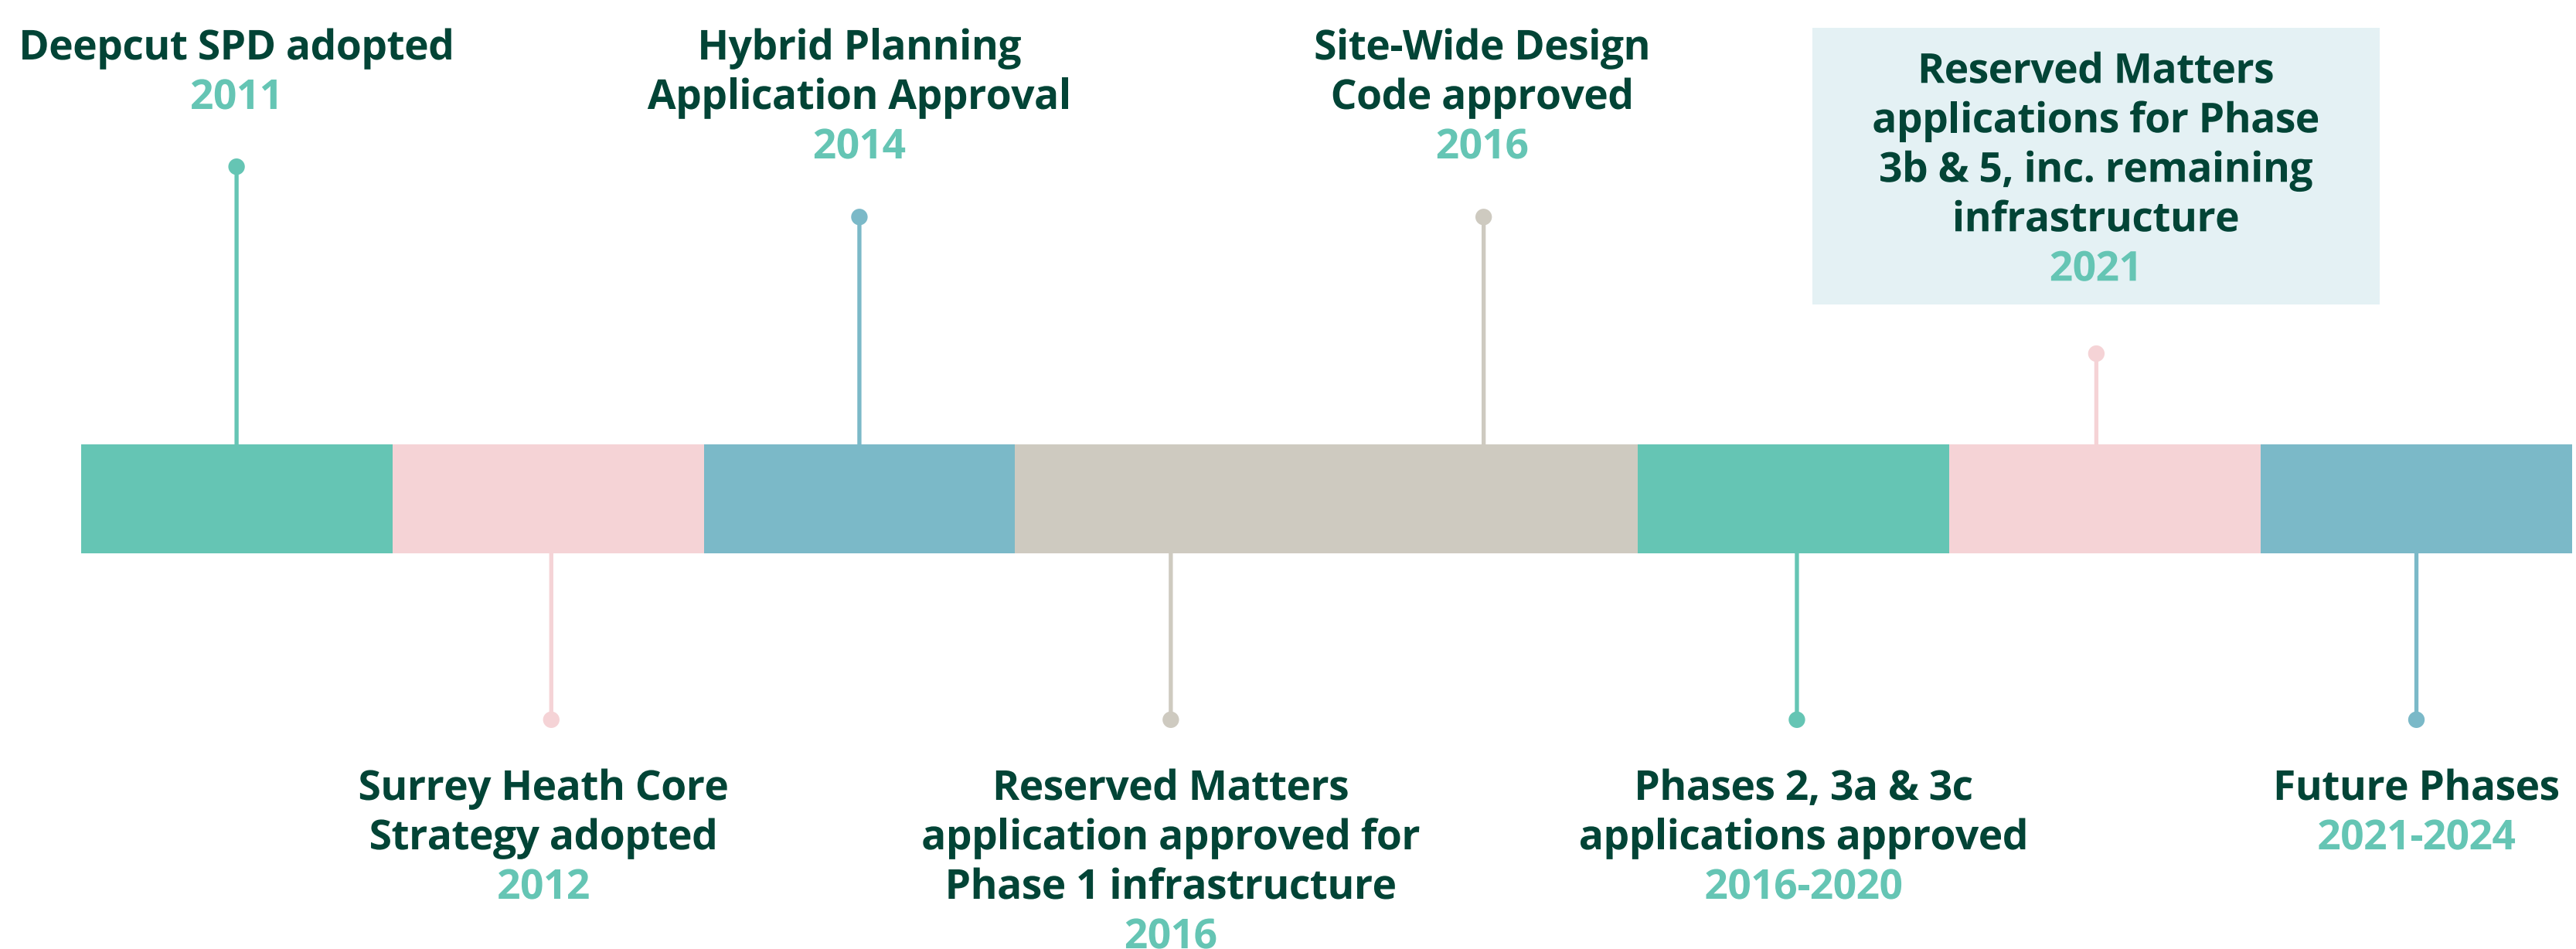 Deepcut SPD adopted
2011
Hybrid Planning
Application Approval
2014
Site-Wide Design
Code approved
2016
Reserved Matters
applications for Phase
3b & 5, inc. remaining
infrastructure
2021
Surrey Heath Core
Strategy adopted
2012
Reserved Matters
application approved for
Phase 1 infrastructure
2016
Phases 2, 3a & 3c
applications approved
2016-2020
Future Phases
2021-2024